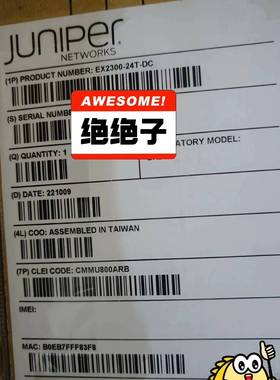 JUNIPER
NETWORKS
(1P) PRODUCT NUMBER: EX2300-24T-DC
AWESOME!
绝绝子
(S) SERIAL NUMB
ATORY MODEL:
(Q) QUANTITY: 1
(D) DATE: 221009
(4L) COO: ASSEMBLED IN TAIWAN
(7P) CLEI CODE: CMMU800ARB
IMEI:
MAC: B0EB7FFF83F8